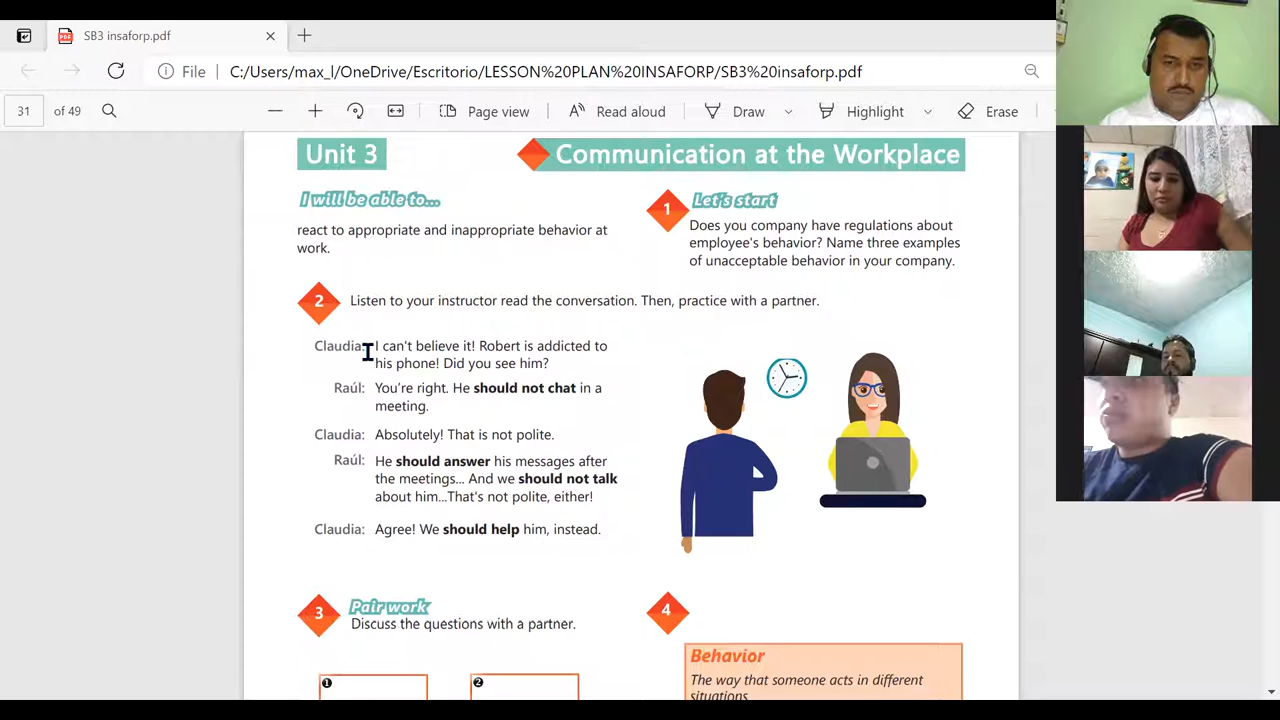 SB3 insaforp.pdf
File C:/Users/max_l/OneDrive/Escritorio/LESSON%20PLAN%20INSAFORP/SB3%20insaforp.pdf
31 of 49 Page view Read aloud Draw Highlight Erase
Unit 3 Communication at the Workplace
I will be able to...
react to appropriate and inappropriate behavior at
work.
1 Let's start
Does you company have regulations about
employee's behavior? Name three examples
of unacceptable behavior in your company.
2 Listen to your instructor read the conversation. Then, practice with a partner.
Claudia: I can't believe it! Robert is addicted to
his phone! Did you see him?
Raúl: You're right. He should not chat in a
meeting.
Claudia: Absolutely! That is not polite.
Raúl: He should answer his messages after
the meetings... And we should not talk
about him...That's not polite, either!
Claudia: Agree! We should help him, instead.
3 Pair work
Discuss the questions with a partner.
1 2
4
Behavior
The way that someone acts in different
situations